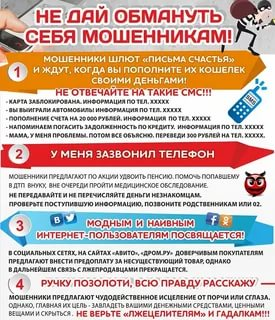 НЕ ДАЙ ОБМАНУТЬ
СЕБЯ МОШЕННИКАМ!
1
МОШЕННИКИ ШЛЮТ «ПИСЬМА СЧАСТЬЯ»
И ЖДУТ, КОГДА ВЫ ПОПОЛНИТЕ ИХ КОШЕЛЕК
СВОИМИ ДЕНЬГАМИ!
НЕ ОТВЕЧАЙТЕ НА ТАКИЕ СМС!!!
- КАРТА ЗАБЛОКИРОВАНА. ИНФОРМАЦИЯ ПО ТЕЛ. XXXXX
- ВЫ ВЫИГРАЛИ АВТОМОБИЛЬ! ИНФОРМАЦИЯ ПО ТЕЛ. XXXXX
- ПОПОЛНЕНИЕ СЧЕТА НА 20 000 РУБЛЕЙ. ИНФОРМАЦИЯ ПО ТЕЛ. XXXXX
- НАПОМИНАЕМ ПОГАСИТЬ ЗАДОЛЖЕННОСТЬ ПО КРЕДИТУ. ИНФОРМАЦИЯ ПО ТЕЛ. XXXXX
- МАМА, У МЕНЯ ПРОБЛЕМЫ. ПОТОМ ВСЕ ОБЪЯСНЮ. ПЕРЕВЕДИ 300 РУБЛЕЙ НА ТЕЛ. XXXXX.
2
У МЕНЯ ЗАЗВОНИЛ ТЕЛЕФОН
МОШЕННИКИ ПРЕДЛАГАЮТ ПО АКЦИИ УДВОИТЬ ПЕНСИЮ. ПОМОЧЬ ПОПАВШЕМУ
В ДТП ВНУКУ, ВНЕ ОЧЕРЕДИ ПРОЙТИ МЕДИЦИНСКОЕ ОБСЛЕДОВАНИЕ.
НЕ ПЕРЕДАВАЙТЕ И НЕ ПЕРЕЧИСЛЯЙТЕ ДЕНЬГИ НЕЗНАКОМЦАМ.
ПРОВЕРЬТЕ ПОСТУПИВШУЮ ИНФОРМАЦИЮ, ПОЗВОНИТЕ РОДСТВЕННИКАМ ИЛИ 02.
3
МОДНЫМ И НАИВНЫМ
ИНТЕРНЕТ-ПОЛЬЗОВАТЕЛЯМ ПОСВЯЩАЕТСЯ!
В СОЦИАЛЬНЫХ СЕТЯХ, НА САЙТАХ «АВИТО», «ДРОМ.РУ» ДОВЕРЧИВЫМ ПОКУПАТЕЛЯМ
ПРЕДЛАГАЮТ ВНЕСТИ ПРЕДОПЛАТУ ЗА НЕСУЩЕСТВУЮЩИЙ ТОВАР, ОДНАКО
В ДАЛЬНЕЙШЕМ СВЯЗЬ С ЛЖЕПРОДАВЦАМИ ПРЕКРАЩАЕТСЯ.
4
РУЧКУ ПОЗОЛОТИ, ВСЮ ПРАВДУ РАССКАЖУ
МОШЕННИКИ ПРЕДЛАГАЮТ ЧУДОДЕЙСТВЕННОЕ ИСЦЕЛЕНИЕ ОТ ПОРЧИ ИЛИ СГЛАЗА.
ОДНАКО, ГЛАВНАЯ ИХ ЦЕЛЬ - ЗАВЛАДЕТЬ ВАШИМИ ДЕНЕЖНЫМИ СРЕДСТВАМИ, ЦЕННЫМИ
ВЕЩАМИ И СКРЫТЬСЯ. НЕ ВЕРЬТЕ «ЛЖЕЦЕЛИТЕЛЯМ» И ГАДАЛКАМ!!!